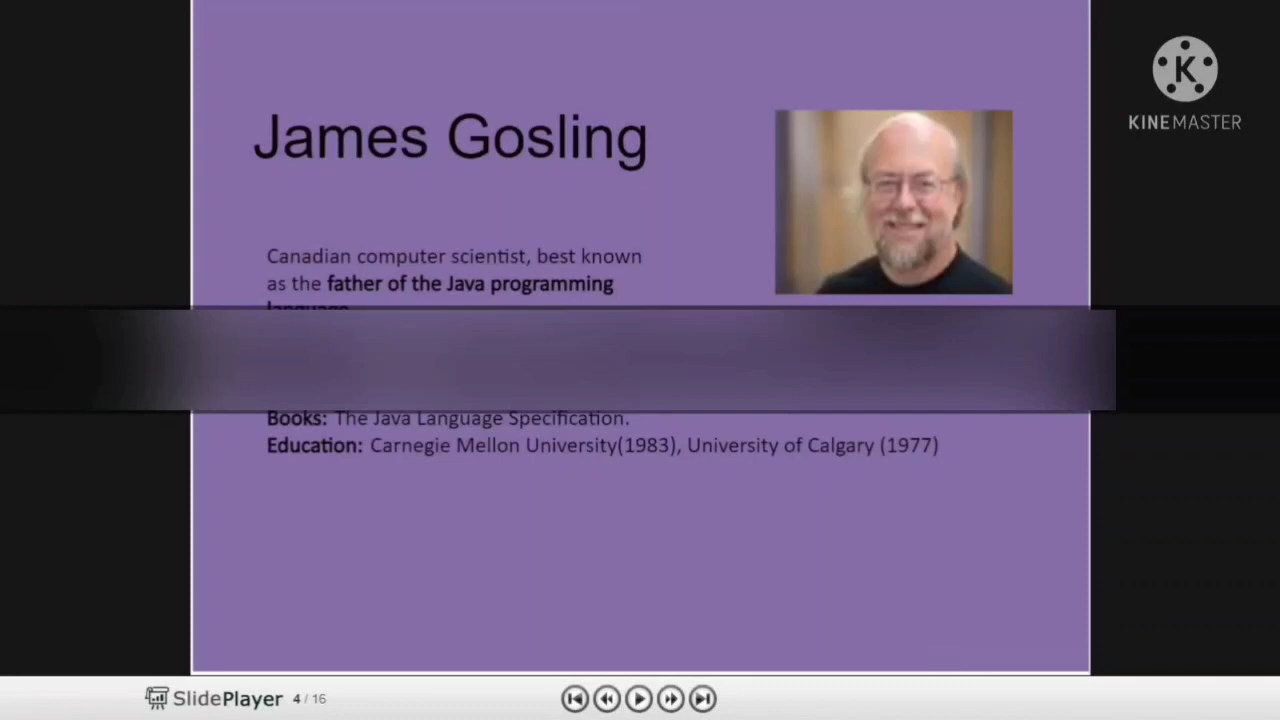 James Gosling
K
KINEMASTER
Canadian computer scientist, best known
as the father of the Java programming
language
Books: The Java Language Specification.
Education: Carnegie Mellon University(1983), University of Calgary (1977)
SlidePlayer 4 / 16